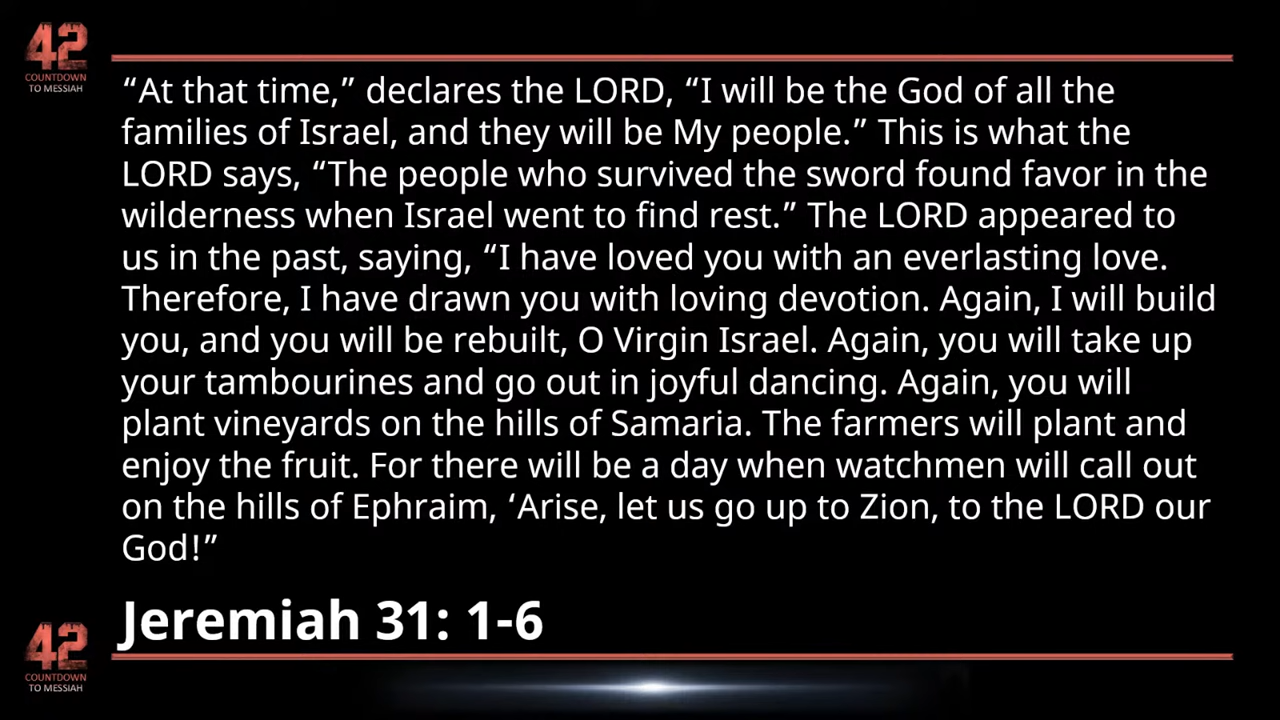 42
COUNTDOWN
TO MESSIAH
“At that time,” declares the LORD, “I will be the God of all the
families of Israel, and they will be My people.” This is what the
LORD says, “The people who survived the sword found favor in the
wilderness when Israel went to find rest.” The LORD appeared to
us in the past, saying, “I have loved you with an everlasting love.
Therefore, I have drawn you with loving devotion. Again, I will build
you, and you will be rebuilt, O Virgin Israel. Again, you will take up
your tambourines and go out in joyful dancing. Again, you will
plant vineyards on the hills of Samaria. The farmers will plant and
enjoy the fruit. For there will be a day when watchmen will call out
on the hills of Ephraim, ‘Arise, let us go up to Zion, to the LORD our
God!”
Jeremiah 31: 1-6
42
COUNTDOWN
TO MESSIAH